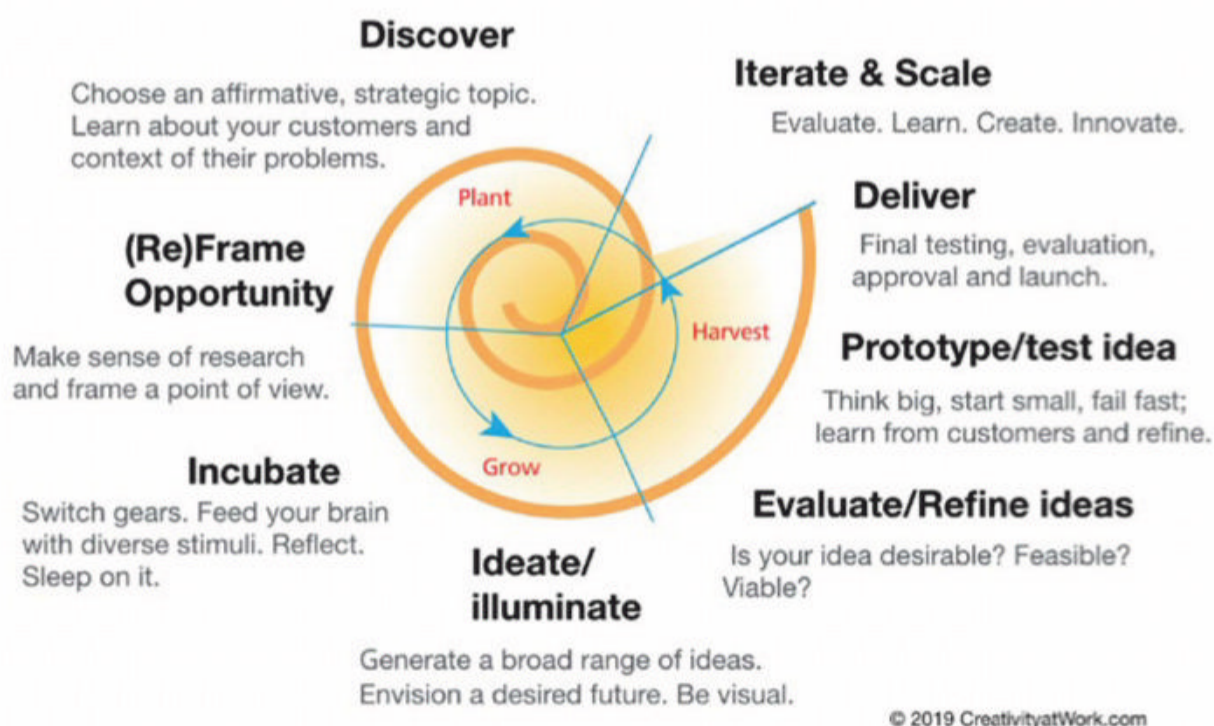 Discover
Choose an affirmative, strategic topic.
Learn about your customers and
context of their problems.
(Re)Frame
Opportunity
Make sense of research
and frame a point of view.
Incubate
Switch gears. Feed your brain
with diverse stimuli. Reflect.
Sleep on it.
Ideate/
illuminate
Generate a broad range of ideas.
Envision a desired future. Be visual.
Evaluate/Refine ideas
Is your idea desirable? Feasible?
Viable?
Prototype/test idea
Think big, start small, fail fast;
learn from customers and refine.
Deliver
Final testing, evaluation,
approval and launch.
Iterate & Scale
Evaluate. Learn. Create. Innovate.
Plant
Grow
Harvest
© 2019 CreativityatWork.com